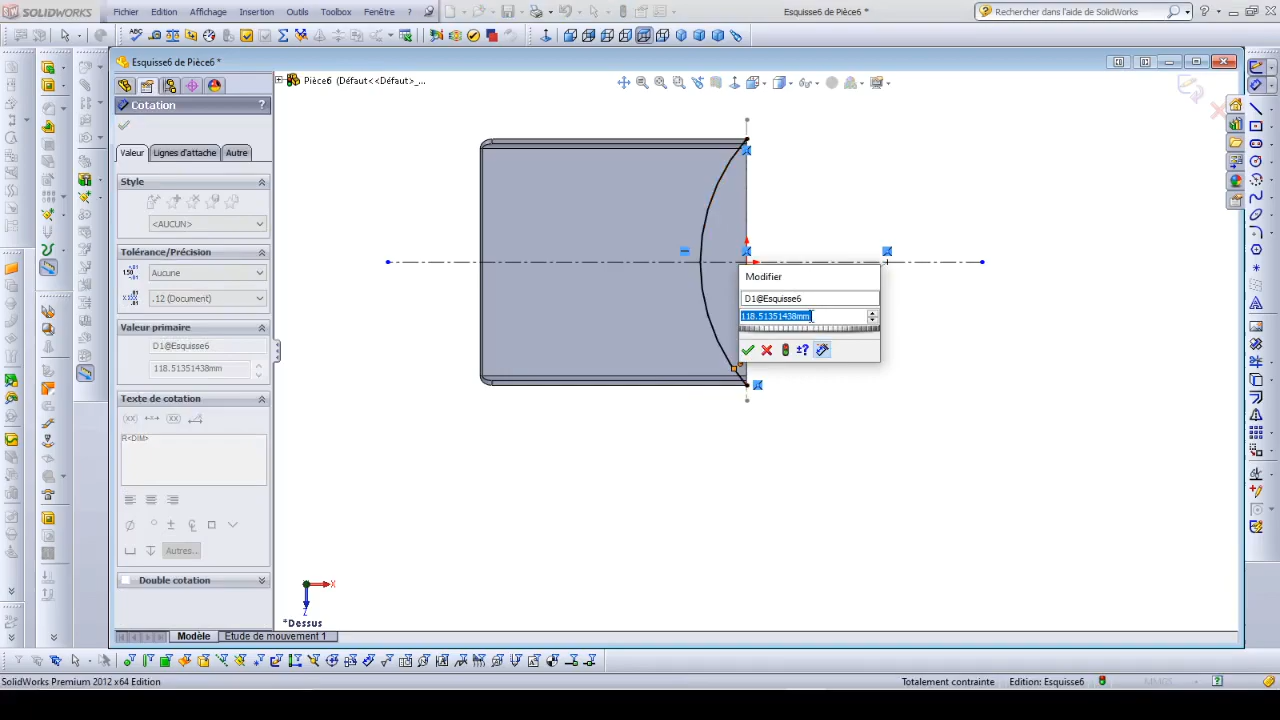 SOLIDWORKS Fichier Edition Affichage Insertion Outils Toolbox Fenêtre ? Esquisse6 de Pièce6 * Rechercher dans l'aide de SolidWorks
Esquisse6 de Pièce6 *
Pièce6 (Défaut<<Défaut>_...
Cotation ?
Valeur Lignes d'attache Autre
Style
<AUCUN>
Tolérance/Précision
Aucune
.12 (Document)
Valeur primaire
D1@Esquisse6
118.51351438mm
Texte de cotation
R<DIM>
Autres...
Double cotation
Modifier
D1@Esquisse6
118.51351438mm
X
Z
*Dessus
Modèle Etude de mouvement 1
SolidWorks Premium 2012 x64 Edition Totalement contrainte Edition: Esquisse6 MMGS